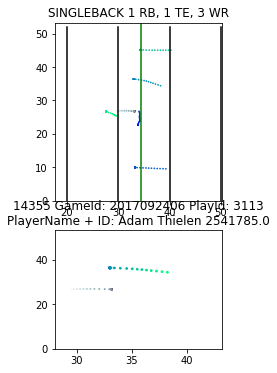 SINGLEBACK 1 RB, 1 TE, 3 WR
50
40
30
20
10
0
20 30 40 50
14355 GameId: 2017092406 PlayId: 3113
PlayerName + ID: Adam Thielen 2541785.0
40
20
0
30 35 40